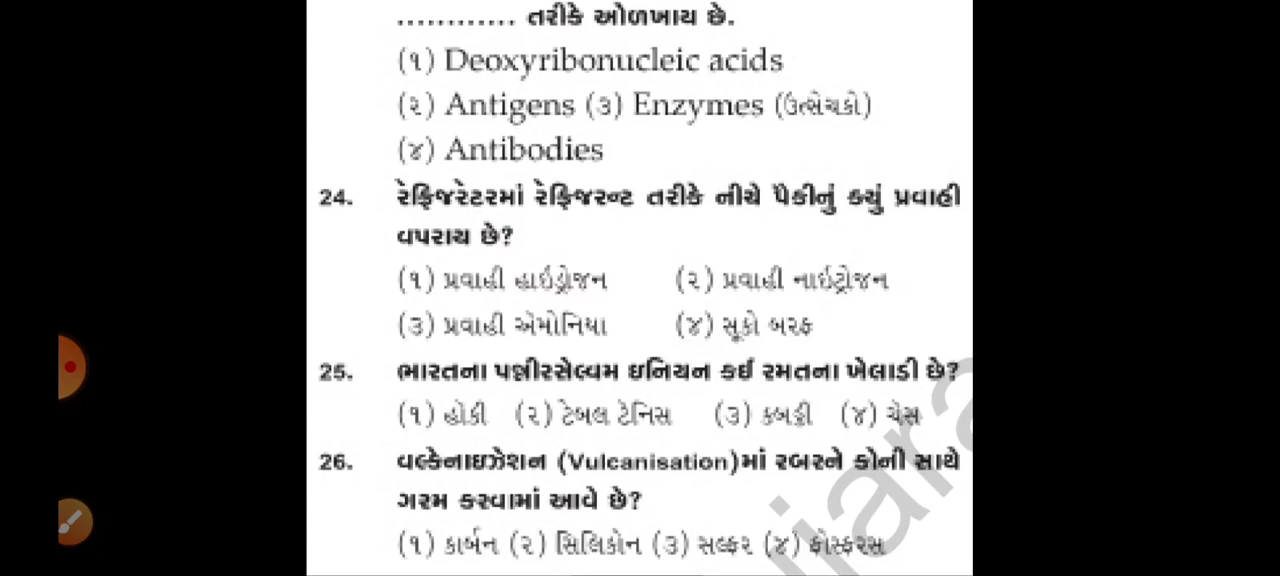 ............ તરીકે ઓળખાય છે.
(૧) Deoxyribonucleic acids
(૨) Antigens (૩) Enzymes (ઉત્સેચકો)
(૪) Antibodies
24. રેફ્રિજરેટરમાં રેફ્રિજરન્ટ તરીકે નીચે પૈકીનું ક્યું પ્રવાહી
વપરાય છે?
(૧) પ્રવાહી હાઇડ્રોજન (૨) પ્રવાહી નાઇટ્રોજન
(૩) પ્રવાહી એમોનિયા (૪) સૂકો બરફ
25. ભારતના પન્નીરસેલ્વમ ઇનિયન કઈ રમતના ખેલાડી છે?
(૧) હોકી (૨) ટેબલ ટેનિસ (૩) કબડ્ડી (૪) ચેસ
26. વલ્કેનાઇઝેશન (Vulcanisation)માં રબરને કોની સાથે
ગરમ કરવામાં આવે છે?
(૧) કાર્બન (૨) સિલિકોન (૩) સલ્ફર (૪) ફોસ્ફરસ